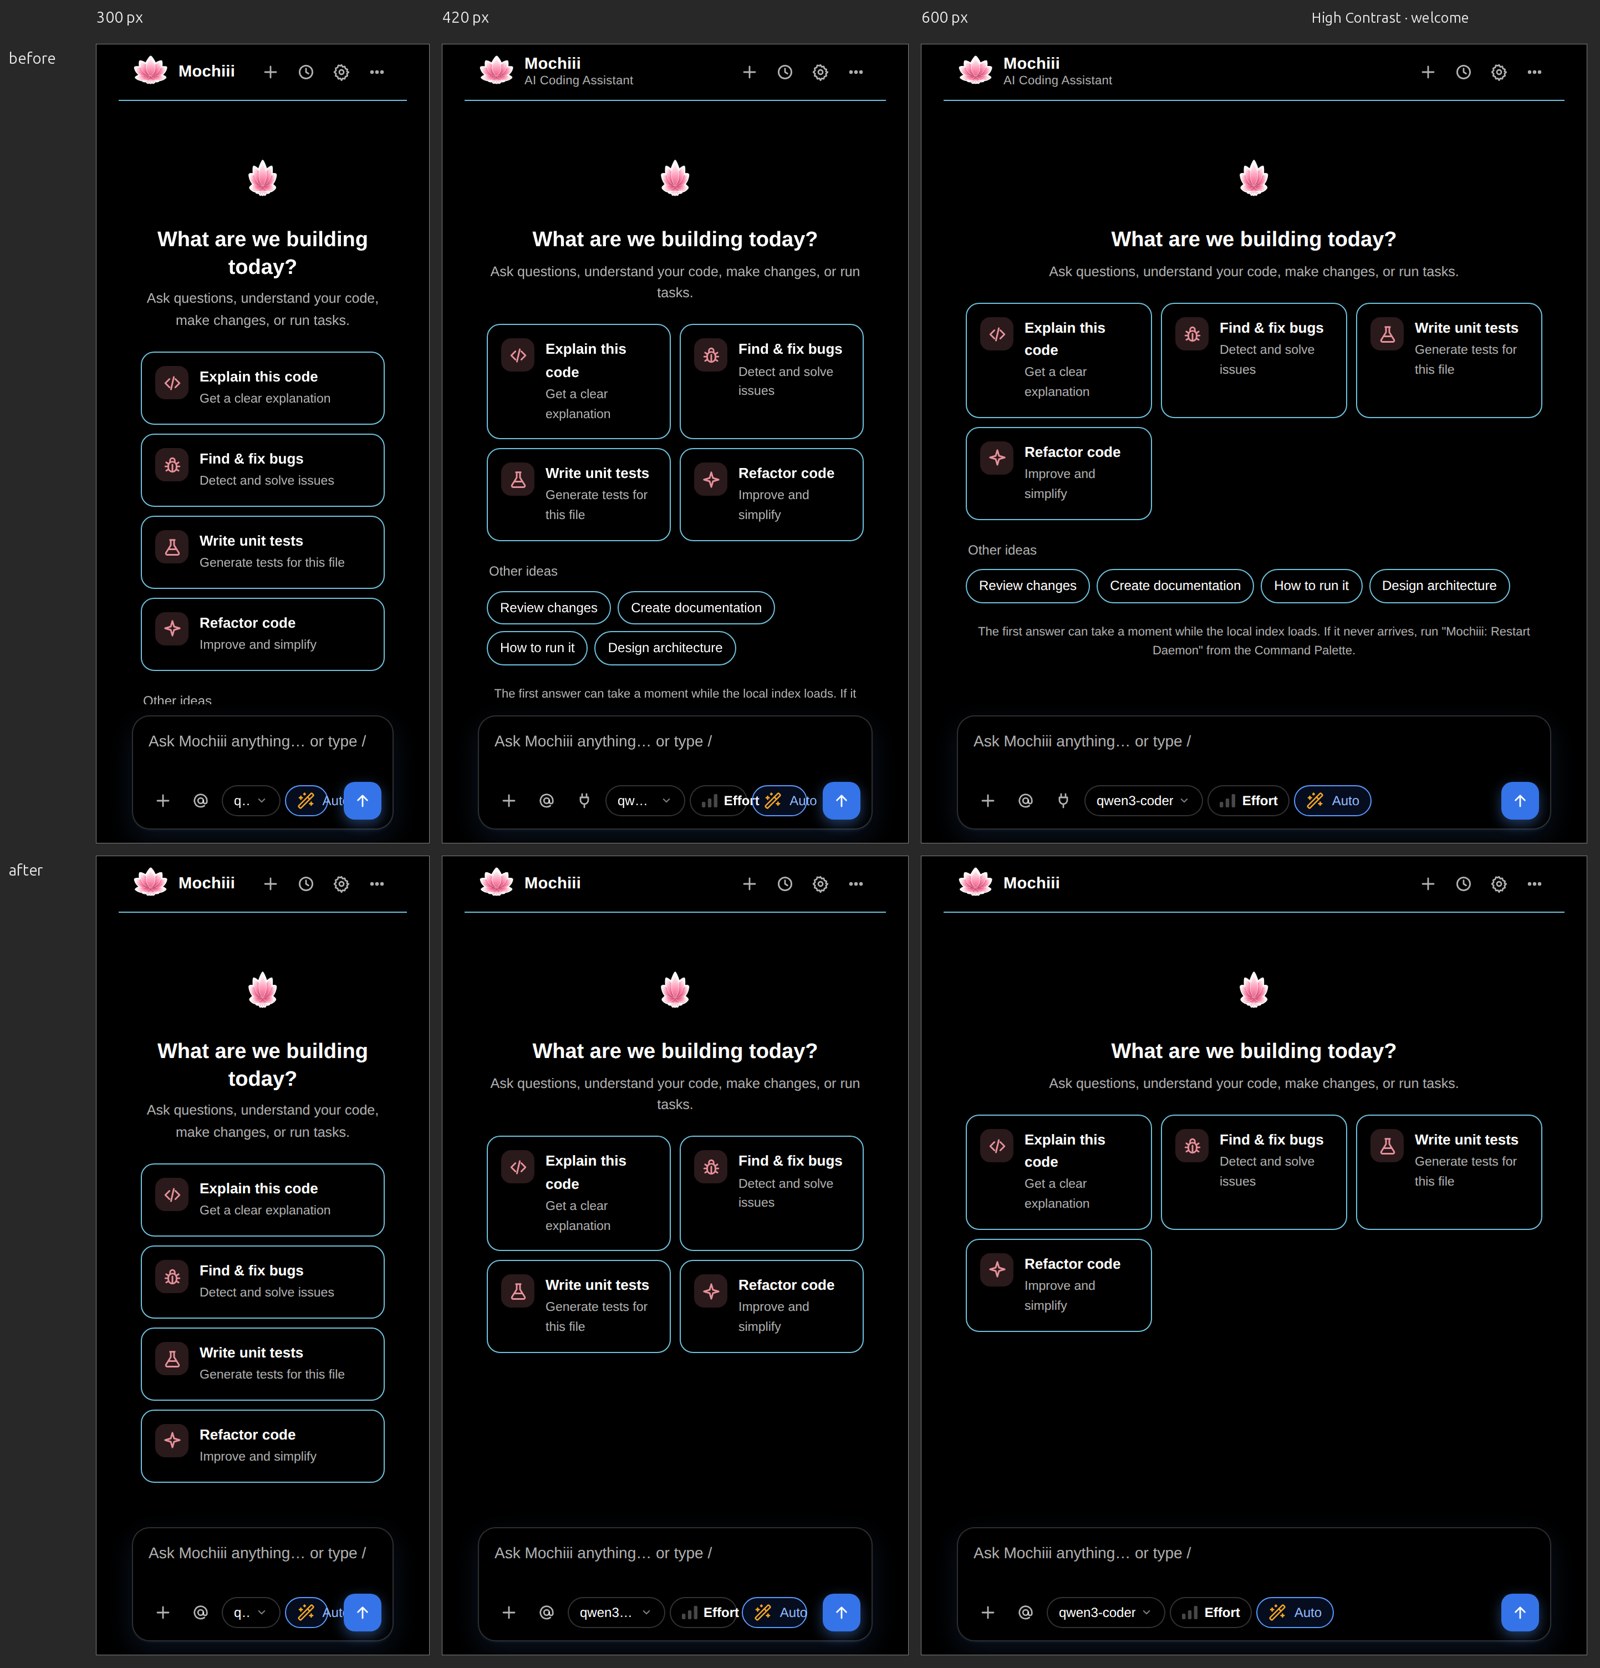 300 px
420 px
600 px
High Contrast · welcome
before
Mochiii
What are we building
today?
Ask questions, understand your code,
make changes, or run tasks.
Explain this code
Get a clear explanation
Find & fix bugs
Detect and solve issues
Write unit tests
Generate tests for this file
Refactor code
Improve and simplify
Other ideas
Ask Mochiii anything… or type /
q..
Auto
Mochiii
AI Coding Assistant
What are we building today?
Ask questions, understand your code, make changes, or run
tasks.
Explain this
code
Get a clear
explanation
Find & fix bugs
Detect and solve
issues
Write unit tests
Generate tests for
this file
Refactor code
Improve and
simplify
Other ideas
Review changes
Create documentation
How to run it
Design architecture
The first answer can take a moment while the local index loads. If it
Ask Mochiii anything… or type /
qw…
Effort
Auto
Mochiii
AI Coding Assistant
What are we building today?
Ask questions, understand your code, make changes, or run tasks.
Explain this
code
Get a clear
explanation
Find & fix bugs
Detect and solve
issues
Write unit tests
Generate tests for
this file
Refactor code
Improve and
simplify
Other ideas
Review changes
Create documentation
How to run it
Design architecture
The first answer can take a moment while the local index loads. If it never arrives, run "Mochiii: Restart
Daemon" from the Command Palette.
Ask Mochiii anything… or type /
qwen3-coder
Effort
Auto
after
Mochiii
What are we building
today?
Ask questions, understand your code,
make changes, or run tasks.
Explain this code
Get a clear explanation
Find & fix bugs
Detect and solve issues
Write unit tests
Generate tests for this file
Refactor code
Improve and simplify
Ask Mochiii anything… or type /
q..
Auto
Mochiii
What are we building today?
Ask questions, understand your code, make changes, or run
tasks.
Explain this
code
Get a clear
explanation
Find & fix bugs
Detect and solve
issues
Write unit tests
Generate tests for
this file
Refactor code
Improve and
simplify
Ask Mochiii anything… or type /
qwen3…
Effort
Auto
Mochiii
What are we building today?
Ask questions, understand your code, make changes, or run tasks.
Explain this
code
Get a clear
explanation
Find & fix bugs
Detect and solve
issues
Write unit tests
Generate tests for
this file
Refactor code
Improve and
simplify
Ask Mochiii anything… or type /
qwen3-coder
Effort
Auto